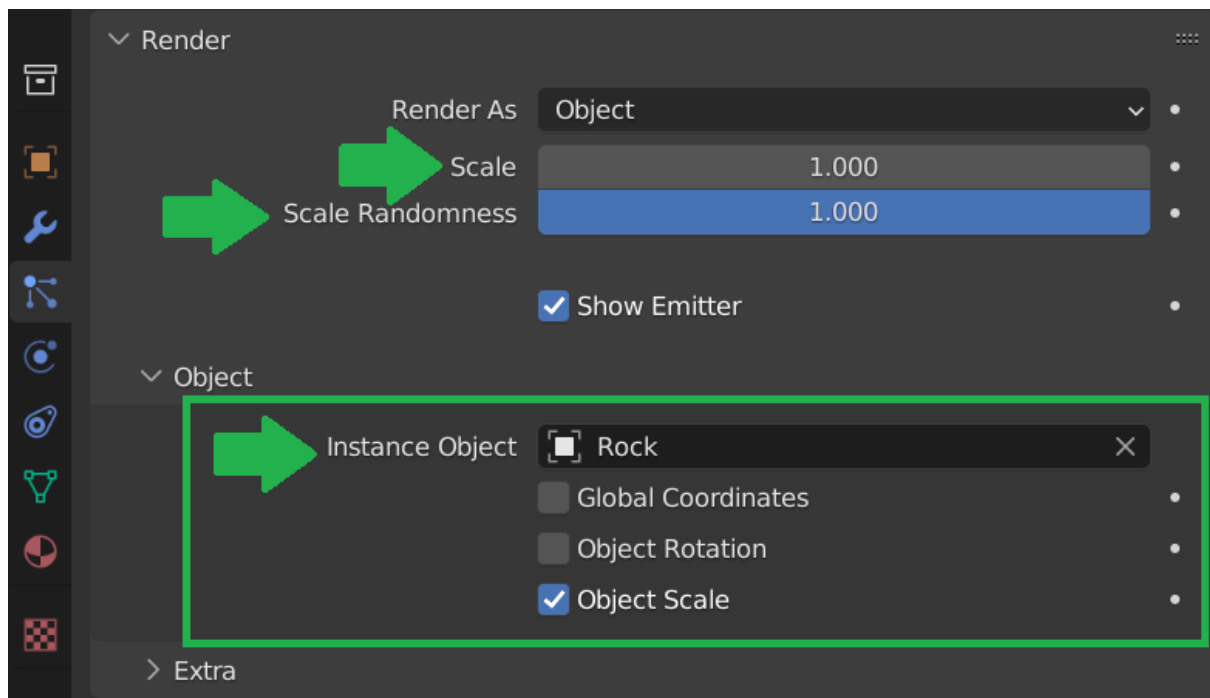 Render
Render As Object
Scale 1.000
Scale Randomness 1.000
Show Emitter
Object
Instance Object Rock
Global Coordinates
Object Rotation
Object Scale
Extra